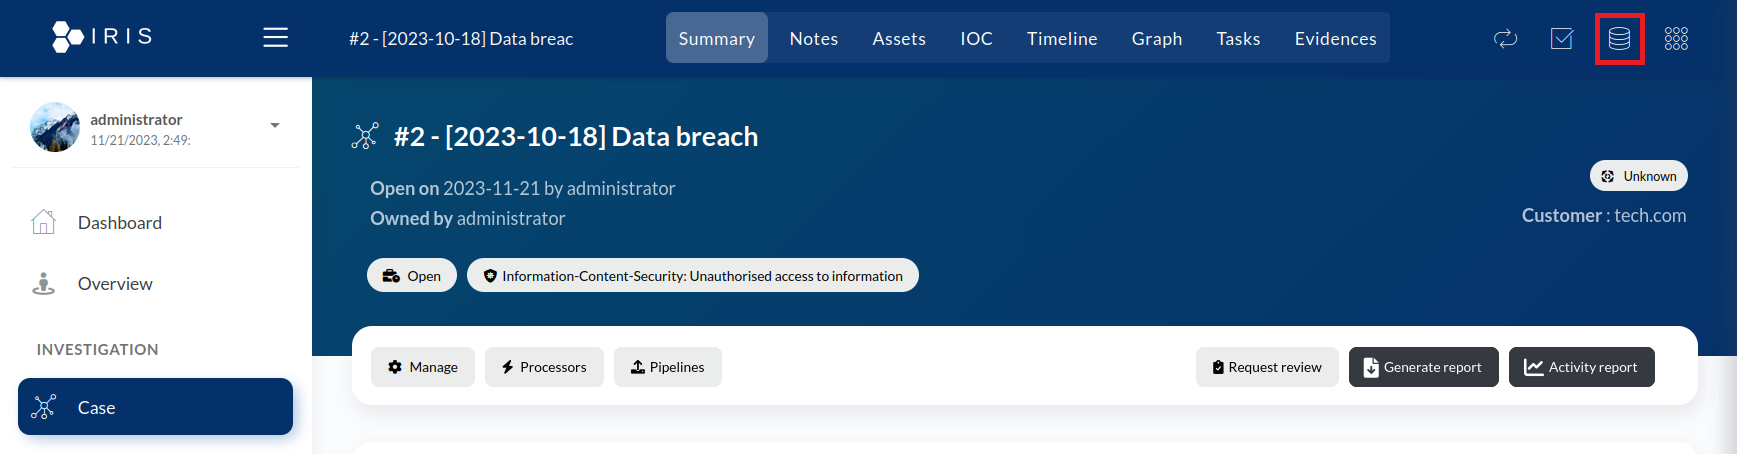 IRIS
#2 - [2023-10-18] Data breac
Summary Notes Assets IOC Timeline Graph Tasks Evidences
administrator
11/21/2023, 2:49:
Dashboard
Overview
INVESTIGATION
Case
#2 - [2023-10-18] Data breach
Open on 2023-11-21 by administrator
Owned by administrator
Unknown
Customer : tech.com
Open
Information-Content-Security: Unauthorised access to information
Manage Processors Pipelines Request review Generate report Activity report